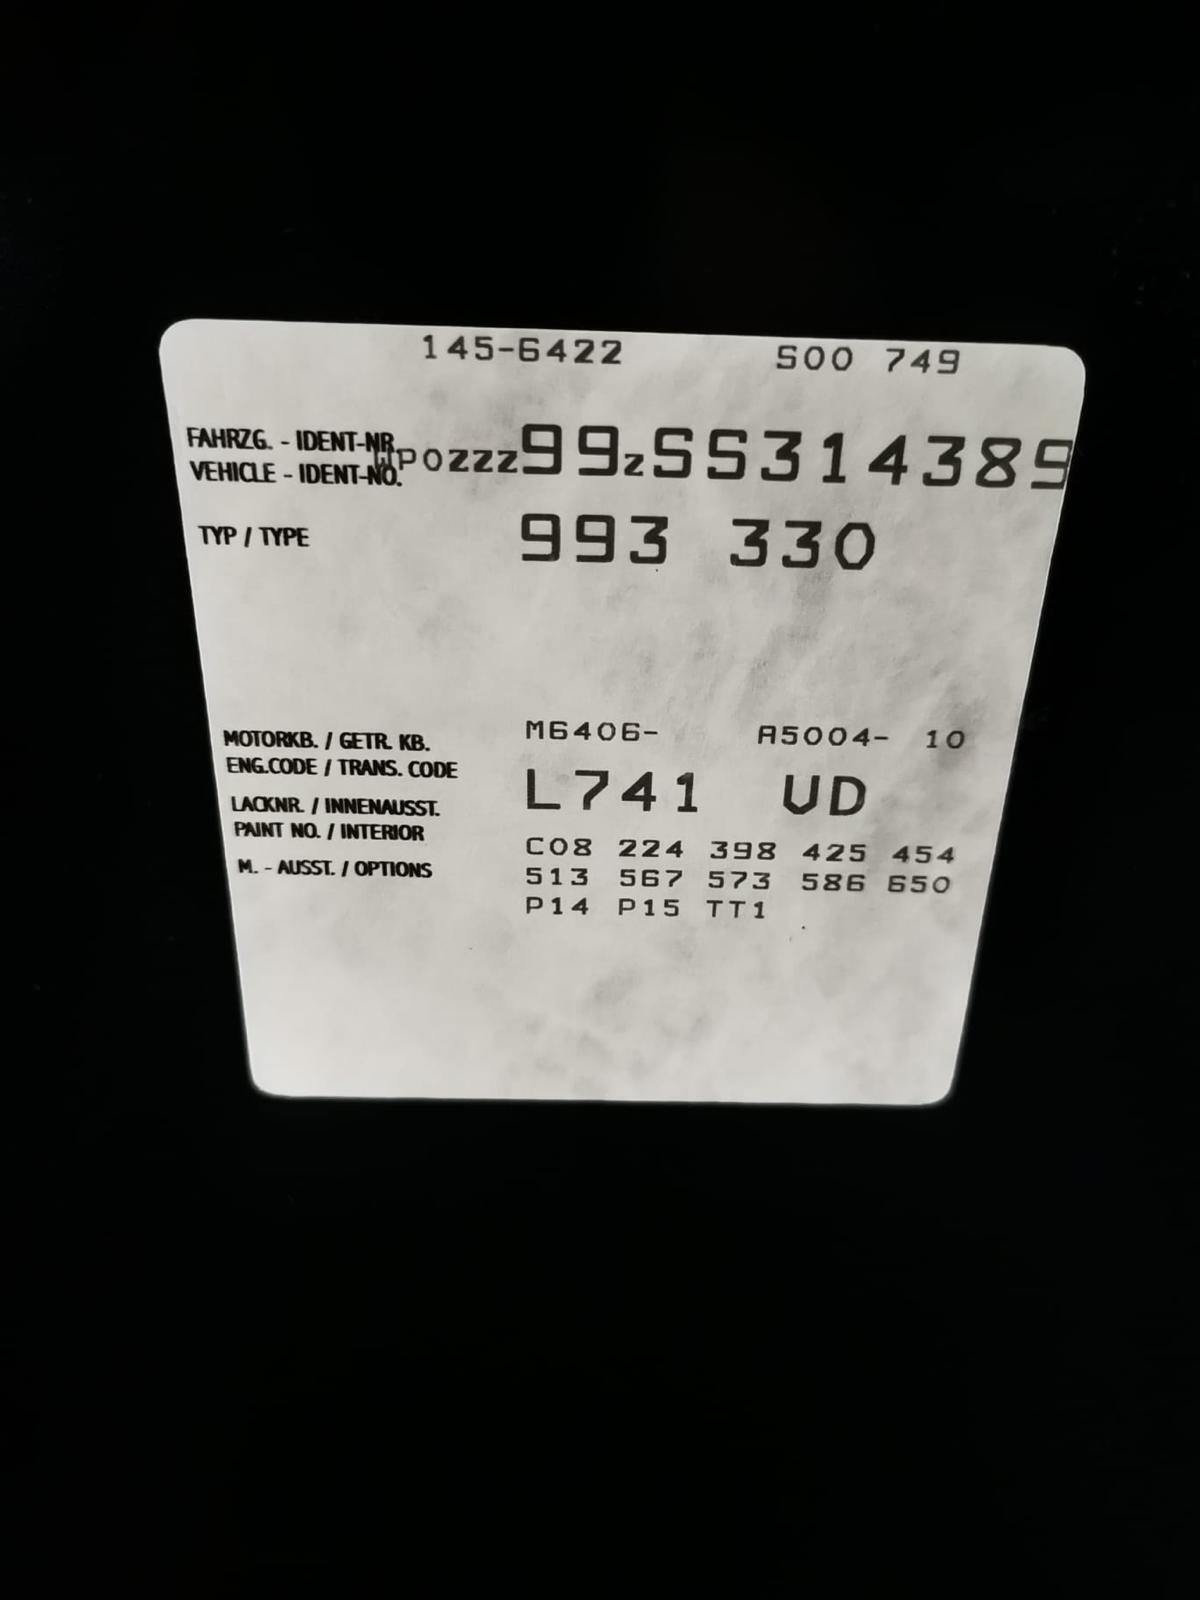 145-6422 S00 749
FAHRZG. - IDENT-NR.
VEHICLE - IDENT-NO. WP0ZZZ99ZSS314389
TYP / TYPE 993 330
MOTORKB. / GETR. KB. M6406- A5004- 10
ENG.CODE / TRANS. CODE
LACKNR. / INNENAUSST. L741 UD
PAINT NO. / INTERIOR
M. - AUSST. / OPTIONS C08 224 398 425 454
513 567 573 586 650
P14 P15 TT1